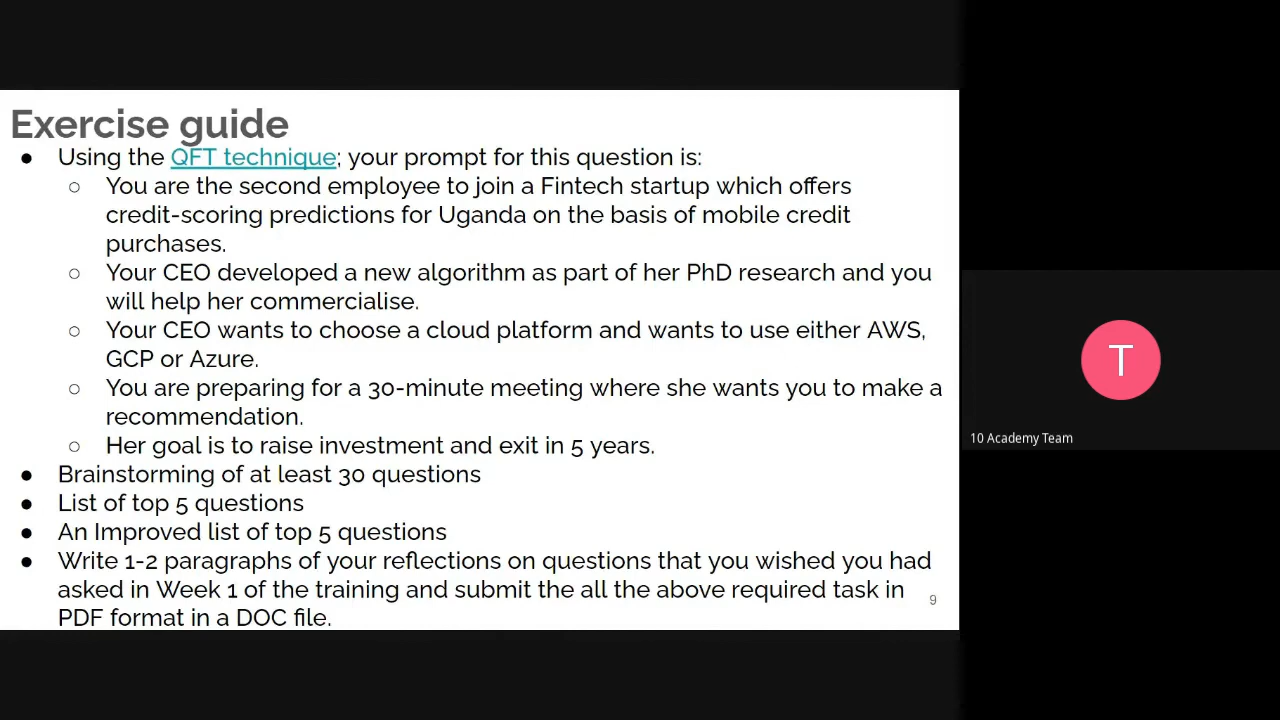 Exercise guide
● Using the QFT technique; your prompt for this question is:
○ You are the second employee to join a Fintech startup which offers
credit-scoring predictions for Uganda on the basis of mobile credit
purchases.
○ Your CEO developed a new algorithm as part of her PhD research and you
will help her commercialise.
○ Your CEO wants to choose a cloud platform and wants to use either AWS,
GCP or Azure.
○ You are preparing for a 30-minute meeting where she wants you to make a
recommendation.
○ Her goal is to raise investment and exit in 5 years.
● Brainstorming of at least 30 questions
● List of top 5 questions
● An Improved list of top 5 questions
● Write 1-2 paragraphs of your reflections on questions that you wished you had
asked in Week 1 of the training and submit the all the above required task in
PDF format in a DOC file.
9
T
10 Academy Team